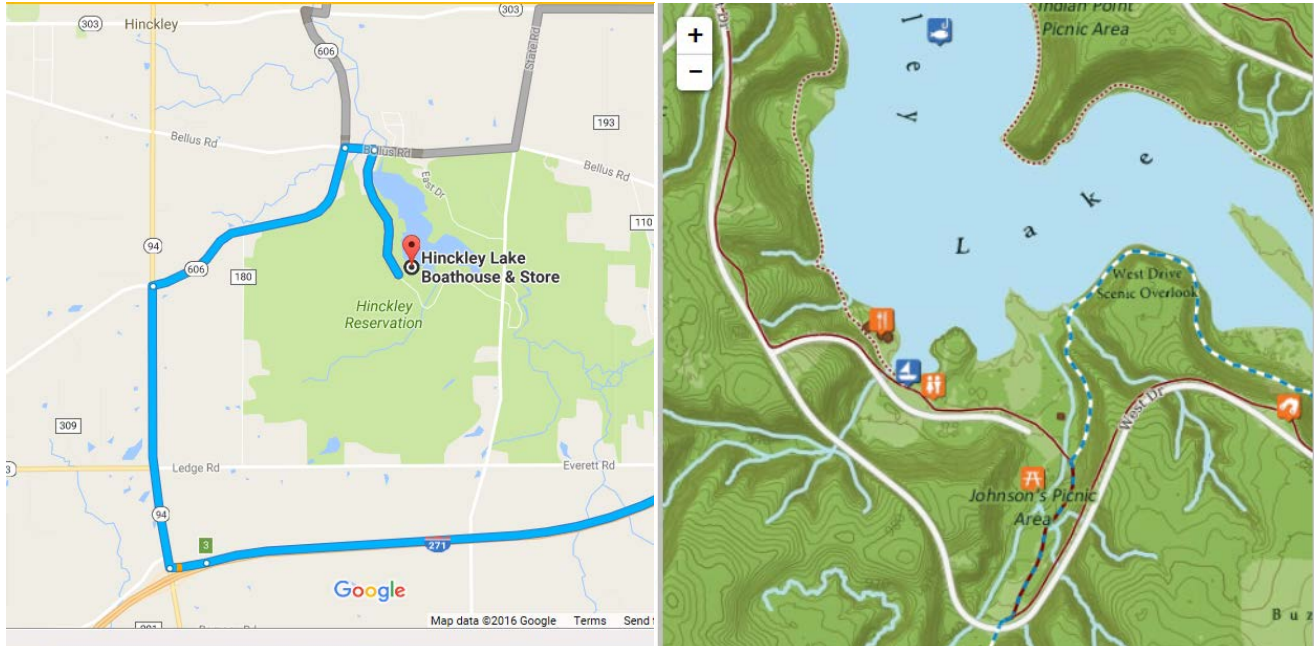 303
303
Hinckley
606
State Rd
193
Bellus Rd
Bellus Rd
Bellus Rd
East Dr
110
94
606
180
Hinckley Lake
Boathouse & Store
Hinckley
Reservation
309
3
Ledge Rd
Everett Rd
94
3
271
Google
Map data ©2016 Google
Terms
Send
+
−
Indian Point
Picnic Area
l e y
L a k e
West Drive
Scenic Overlook
West Dr
Johnson's Picnic
Area
B u z